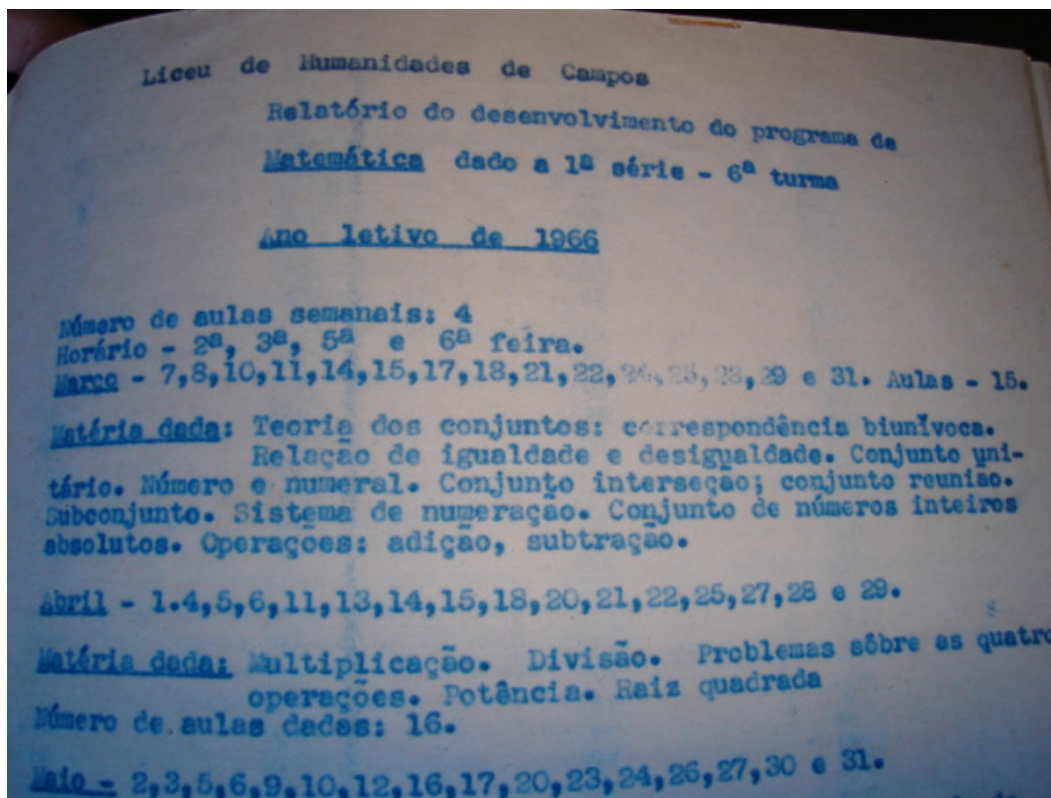 Liceu de Humanidades de Campos
Relatório do desenvolvimento do programa de
Matemática dado a 1ª série - 6ª turma
Ano letivo de 1966
Número de aulas semanais: 4
Horário - 2ª, 3ª, 5ª e 6ª feira.
Março - 7,8,10,11,14,15,17,18,21,22,24,25,28,29 e 31. Aulas - 15.
Matéria dada: Teoria dos conjuntos: correspondência biunívoca.
Relação de igualdade e desigualdade. Conjunto uni-
tário. Número e numeral. Conjunto interseção; conjunto reunião.
Subconjunto. Sistema de numeração. Conjunto de números inteiros
absolutos. Operações: adição, subtração.
Abril - 1.4,5,6,11,13,14,15,18,20,21,22,25,27,28 e 29.
Matéria dada: Multiplicação. Divisão. Problemas sôbre as quatro
operações. Potência. Raiz quadrada
Número de aulas dadas: 16.
Maio - 2,3,5,6,9,10,12,16,17,20,23,24,26,27,30 e 31.